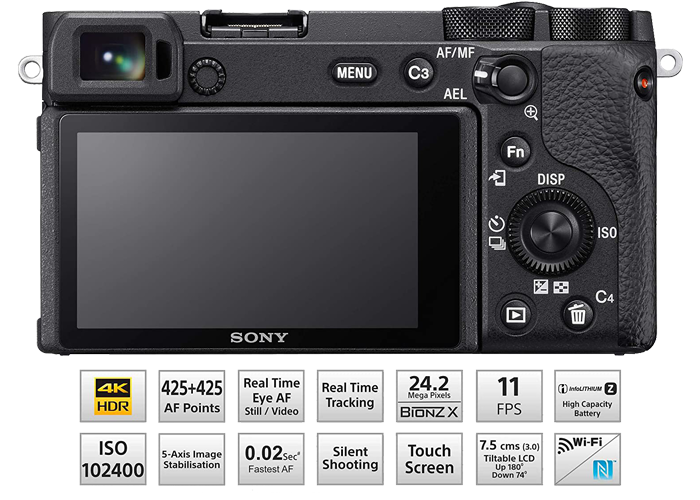 AF/MF
MENU
C3
AEL
Fn
DISP
ISO
C4
SONY
4K
HDR
425+425
AF Points
Real Time
Eye AF
Still / Video
Real Time
Tracking
24.2
Mega Pixels
BIONZ X
11
FPS
InfoLITHIUM Z
High Capacity
Battery
ISO
102400
5-Axis Image
Stabilisation
0.02Sec#
Fastest AF
Silent
Shooting
Touch
Screen
7.5 cms (3.0)
Tiltable LCD
Up 180°
Down 74°
Wi-Fi
N